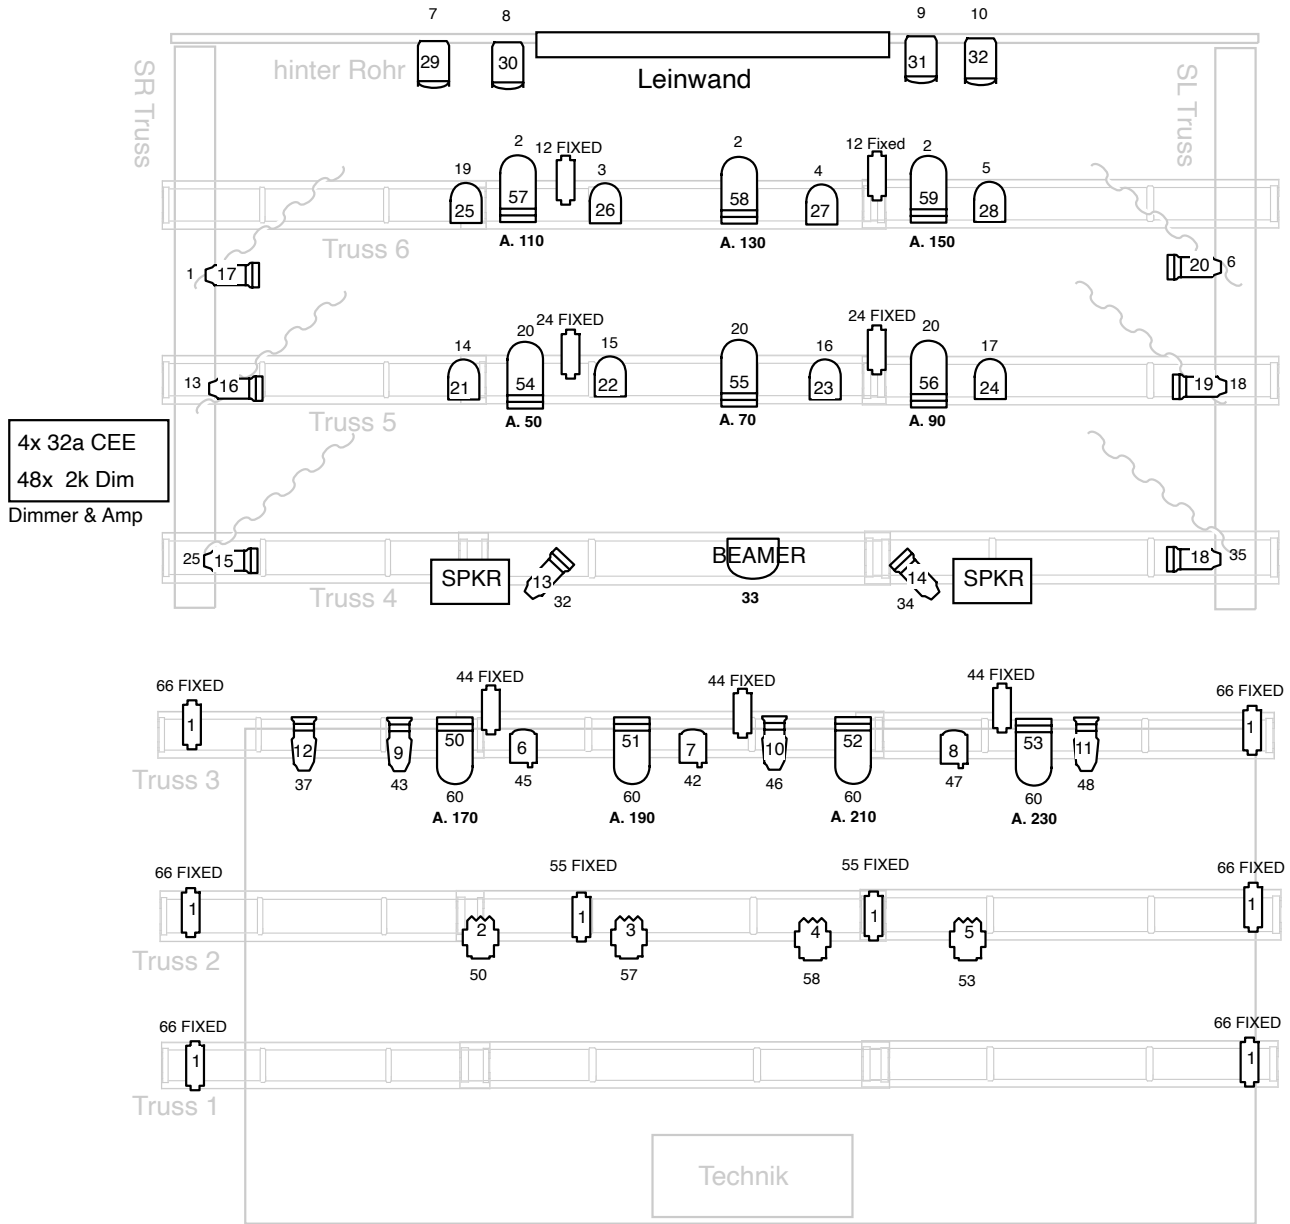 7 8 9 10
29 30 31 32
hinter Rohr
Leinwand
SR Truss
SL Truss
2 12 FIXED 2 12 Fixed 2
19 3 4 5
57 58 59
25 26 27 28
A. 110 A. 130 A. 150
Truss 6
1 17 20 6
24 FIXED 24 FIXED
20 20 20
14 15 16 17
54 55 56
13 16 21 22 23 24 19 18
A. 50 A. 70 A. 90
Truss 5
4x 32a CEE
48x 2k Dim
Dimmer & Amp
25 15 BEAMER 18 35
SPKR 13 14 SPKR
32 33 34
Truss 4
66 FIXED 44 FIXED 44 FIXED 44 FIXED 66 FIXED
1 12 9 50 6 51 7 10 52 8 53 11 1
37 43 45 42 46 47 48
60 60 60 60
A. 170 A. 190 A. 210 A. 230
Truss 3
66 FIXED 55 FIXED 55 FIXED 66 FIXED
1 1 1 1
2 3 4 5
50 57 58 53
Truss 2
66 FIXED 66 FIXED
1 1
Truss 1
Technik